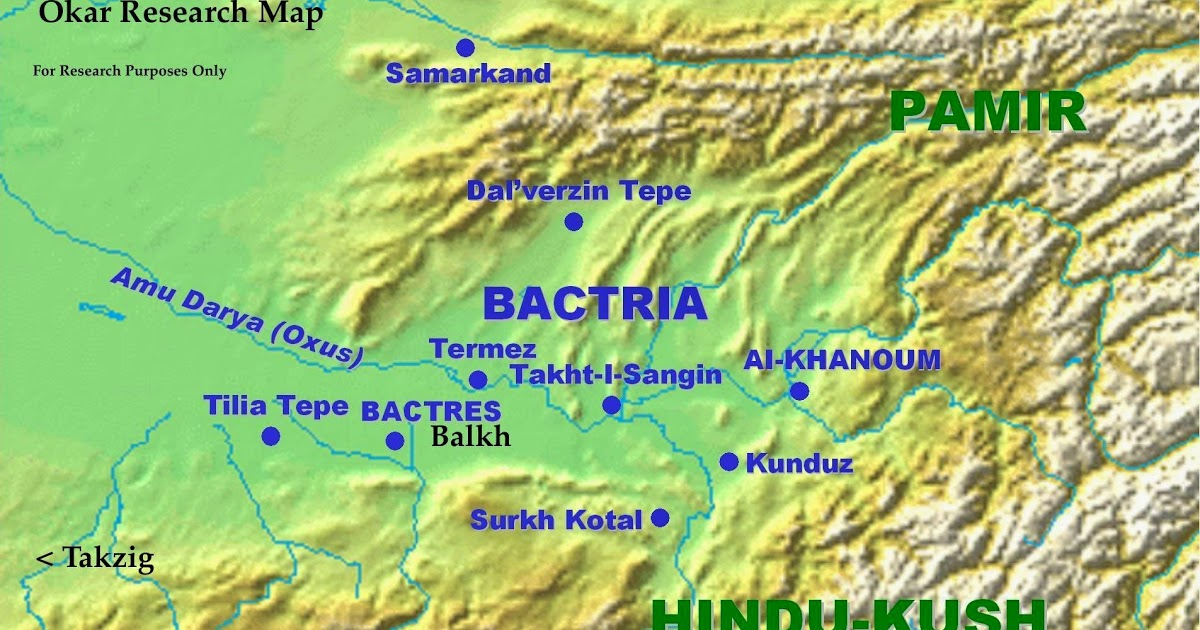 Okar Research Map
For Research Purposes Only
Samarkand
PAMIR
Dal’verzin Tepe
Amu Darya (Oxus)
BACTRIA
Termez
Takht-I-Sangin
AI-KHANOUM
Tilia Tepe
BACTRES
Balkh
Kunduz
Surkh Kotal
< Takzig
HINDU-KUSH